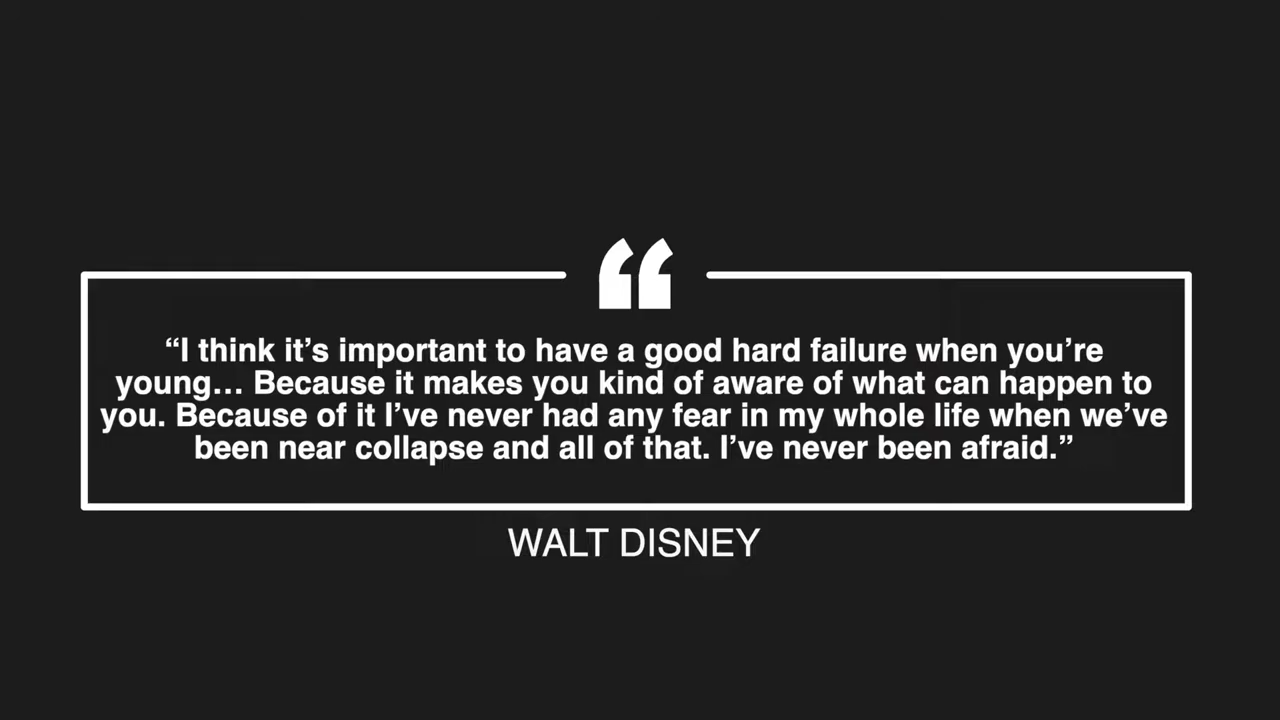 “I think it’s important to have a good hard failure when you’re
young… Because it makes you kind of aware of what can happen to
you. Because of it I’ve never had any fear in my whole life when we’ve
been near collapse and all of that. I’ve never been afraid.”
WALT DISNEY